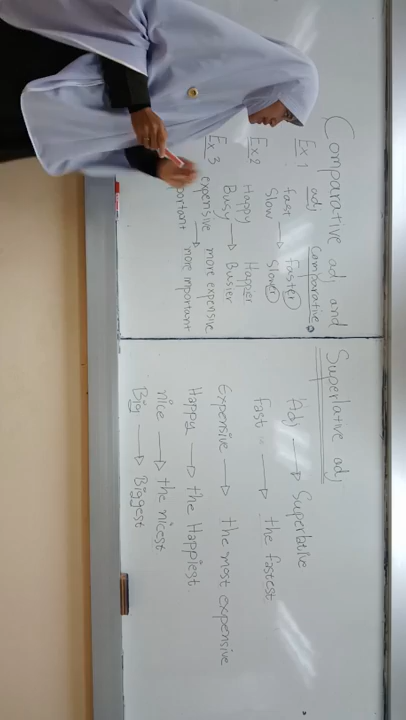 Comparative adj and
Superlative adj
Ex 1 adj Comparative
fast → faster
Slow Slower
Ex 2 Happy Happer
Busy → Busier
Ex 3 expensive more expensive
→ more important
Adj → Superlative
fast → the fastest
Expensive → the most expensive
Happy → the Happiest
nice → the nicest
Big → Biggest